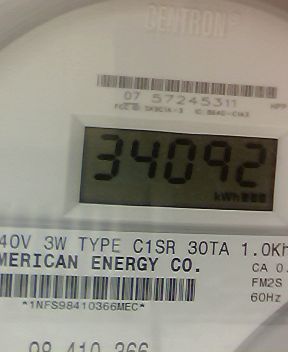 CENTRON®
07 57245311
34092
kWh
40V 3W TYPE C1SR 30TA 1.0Kh
MERICAN ENERGY CO.
CA 0.
FM2S
*1NFS98410366MEC*
60Hz
98 410 366